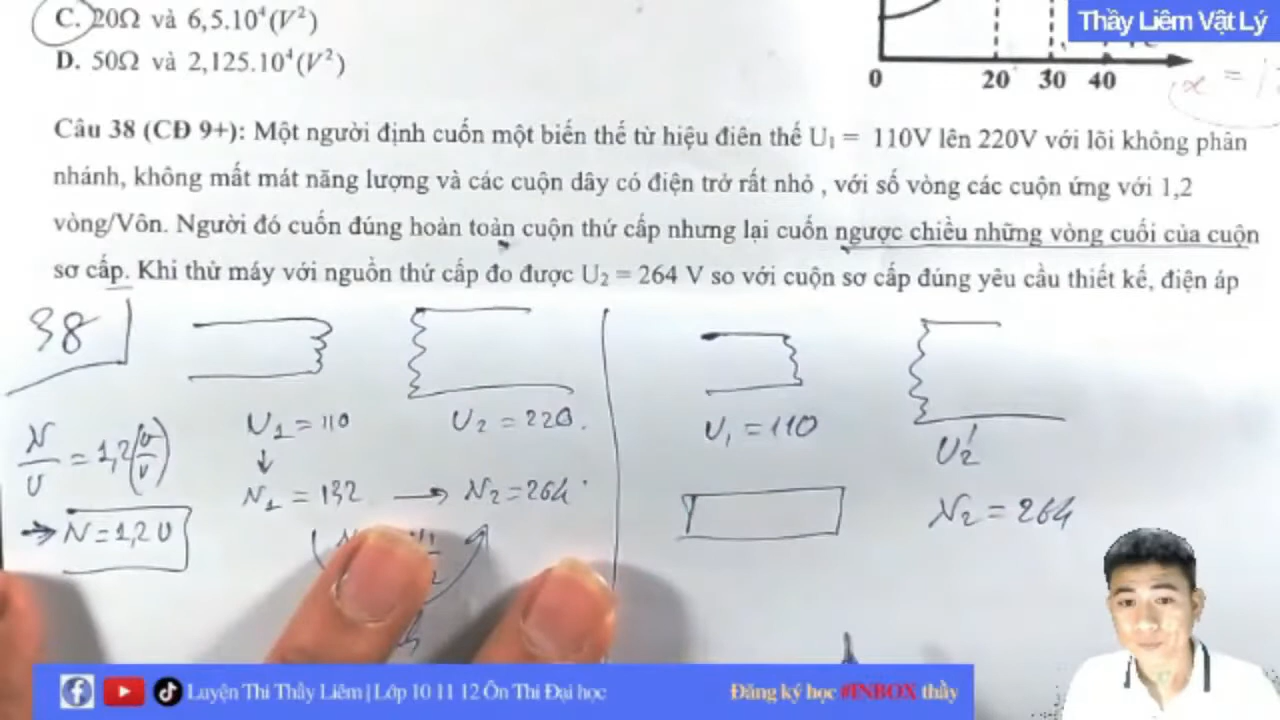 C. 20Ω và 6,5.10⁴(V²)
D. 50Ω và 2,125.10⁴(V²)
0 20 30 40
Thầy Liêm Vật Lý
Câu 38 (CĐ 9+): Một người định cuốn một biến thế từ hiệu điên thế U₁ = 110V lên 220V với lõi không phân
nhánh, không mất mát năng lượng và các cuộn dây có điện trở rất nhỏ , với số vòng các cuộn ứng với 1,2
vòng/Vôn. Người đó cuốn đúng hoàn toàn cuộn thứ cấp nhưng lại cuốn ngược chiều những vòng cuối của cuộn
sơ cấp. Khi thử máy với nguồn thứ cấp đo được U₂ = 264 V so với cuộn sơ cấp đúng yêu cầu thiết kế, điện áp
38
U₁ = 110 U₂ = 220.
U₁ = 110 U₂'
N/U = 1,2 (v/V)
N₁ = 132 → N₂ = 264
N₂ = 264
→ N = 1,2U
Luyện Thi Thầy Liêm | Lớp 10 11 12 Ôn Thi Đại học
Đăng ký học #INBOX thầy